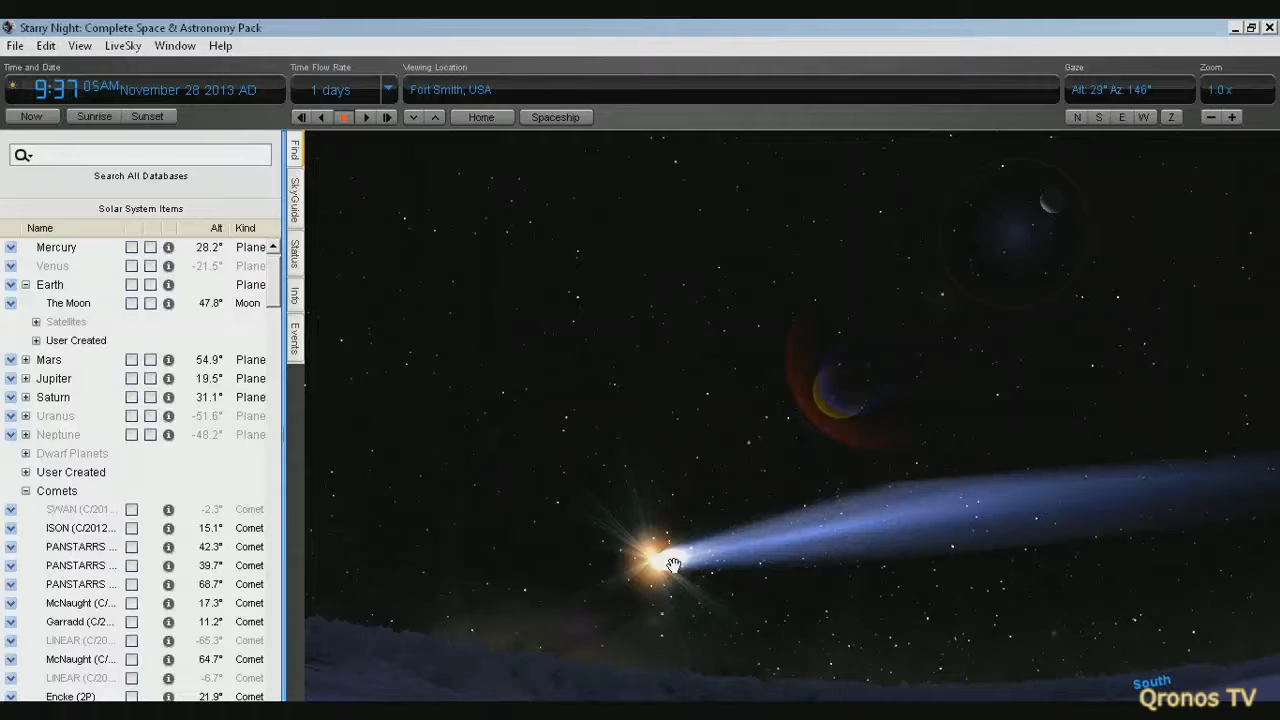 Starry Night: Complete Space & Astronomy Pack
File Edit View LiveSky Window Help
Time and Date Time Flow Rate Viewing Location Gaze Zoom
9:37 05AM November 28 2013 AD 1 days Fort Smith, USA Alt: 29° Az: 146° 1.0 x
Now Sunrise Sunset Home Spaceship N S E W Z
Search All Databases
Solar System Items
Name Alt Kind
Mercury 28.2° Plane
Venus -21.5° Plane
Earth Plane
The Moon 47.8° Moon
Satellites
User Created
Mars 54.9° Plane
Jupiter 19.5° Plane
Saturn 31.1° Plane
Uranus -51.6° Plane
Neptune -48.2° Plane
Dwarf Planets
User Created
Comets
SWAN (C/201... -2.3° Comet
ISON (C/2012... 15.1° Comet
PANSTARRS ... 42.3° Comet
PANSTARRS ... 39.7° Comet
PANSTARRS ... 68.7° Comet
McNaught (C/... 17.3° Comet
Garradd (C/20... 11.2° Comet
LINEAR (C/20... -65.3° Comet
McNaught (C/... 64.7° Comet
LINEAR (C/20... -6.7° Comet
Encke (2P) 21.9° Comet
Find
SkyGuide
Status
Info
Events
South
Qronos TV